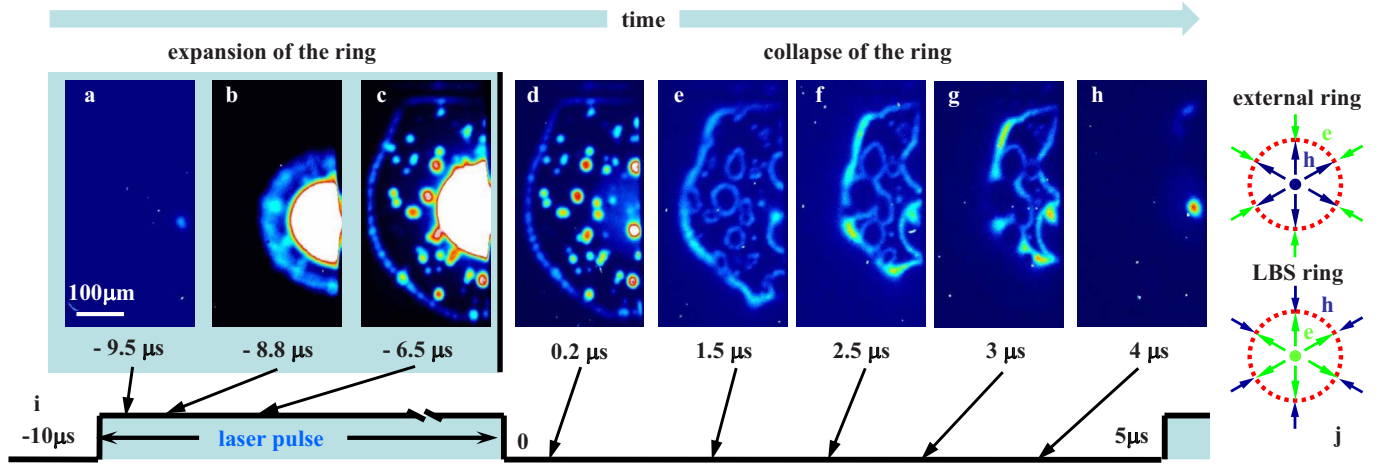 time
expansion of the ring
collapse of the ring
a
b
c
d
e
f
g
h
100μm
- 9.5 μs
- 8.8 μs
- 6.5 μs
0.2 μs
1.5 μs
2.5 μs
3 μs
4 μs
i
-10μs
laser pulse
0
5μs
external ring
e
h
LBS ring
h
e
j